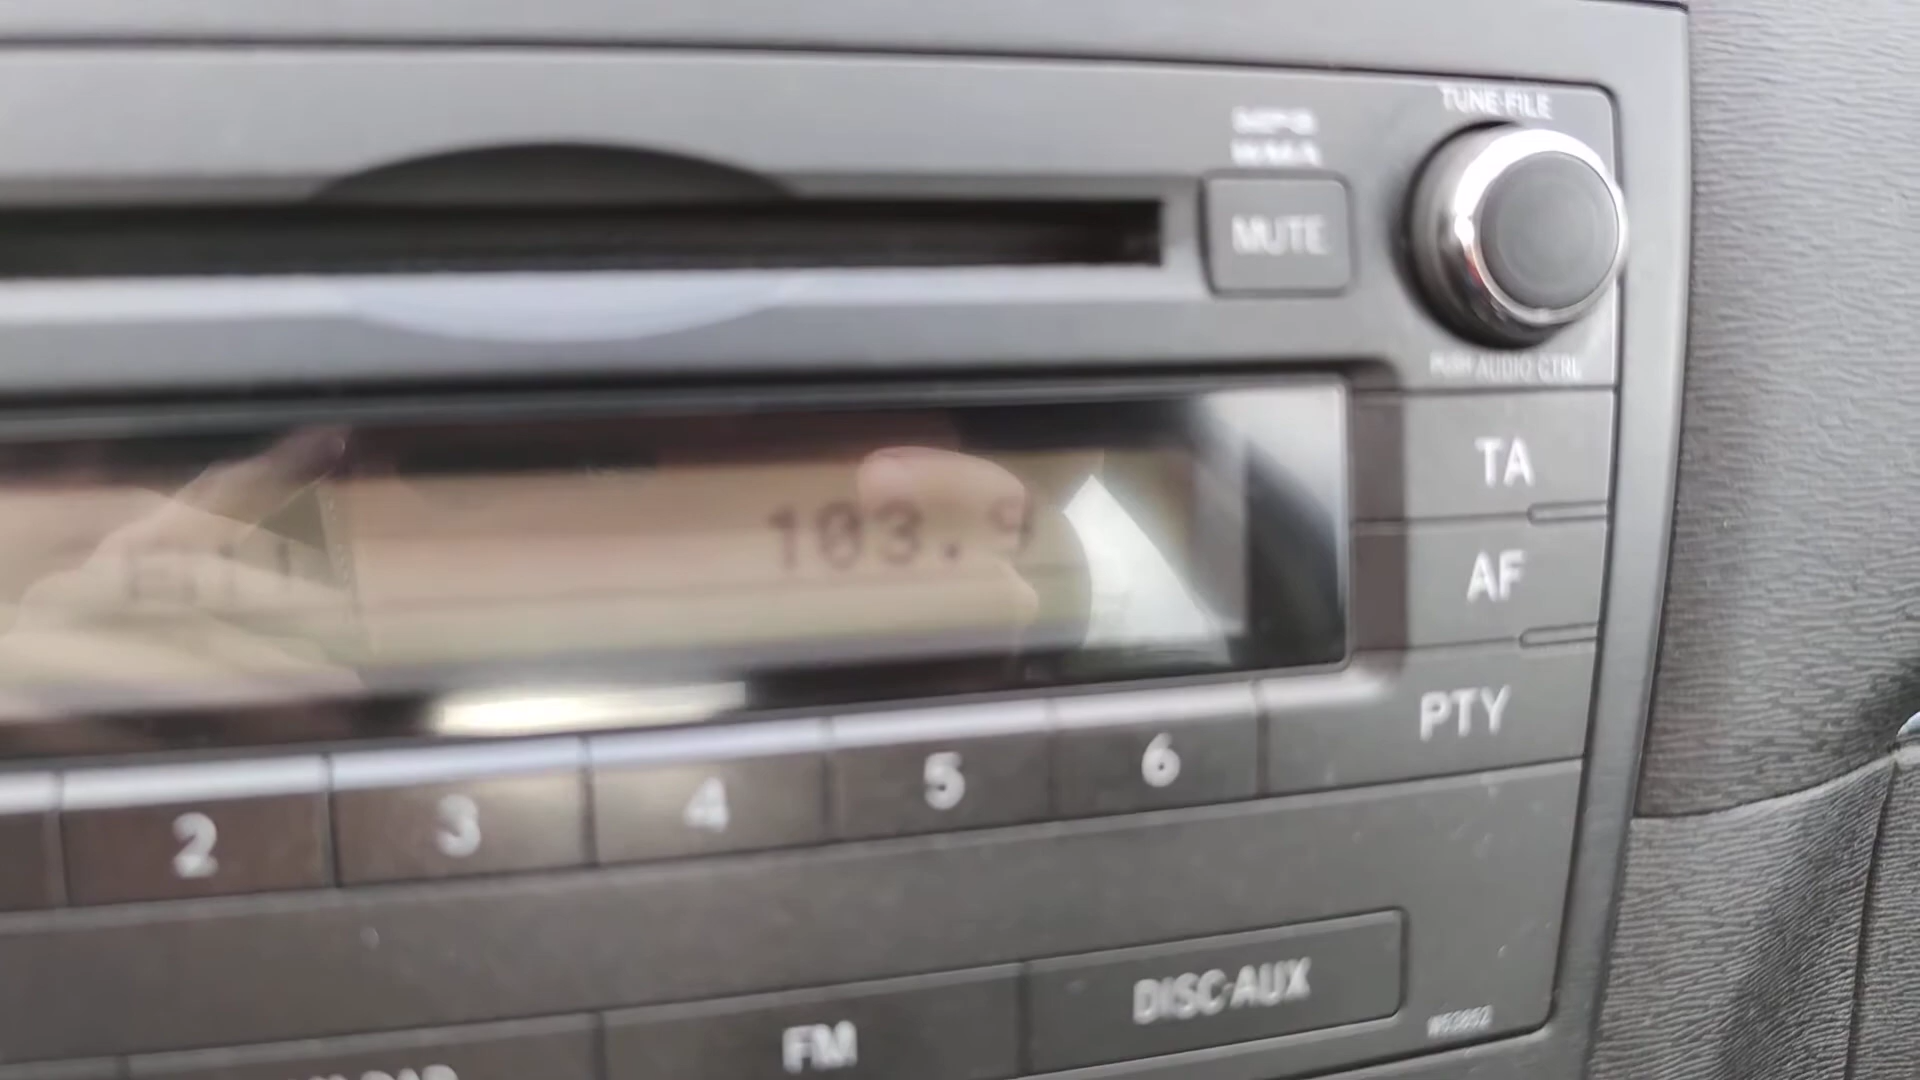 TUNE·FILE
MP3
WMA
MUTE
PUSH AUDIO CTRL
TA
103.9
AF
PTY
2
3
4
5
6
DISC·AUX
FM